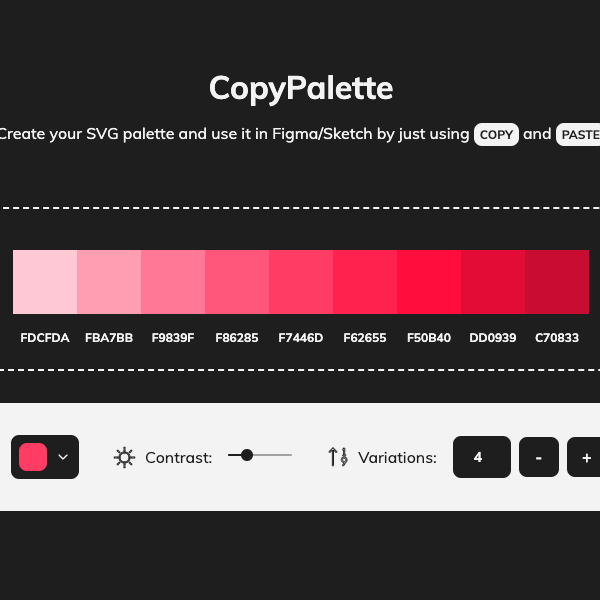 CopyPalette
Create your SVG palette and use it in Figma/Sketch by just using COPY and PASTE
FDCFDA FBA7BB F9839F F86285 F7446D F62655 F50B40 DD0939 C70833
Contrast: Variations: 4 - +